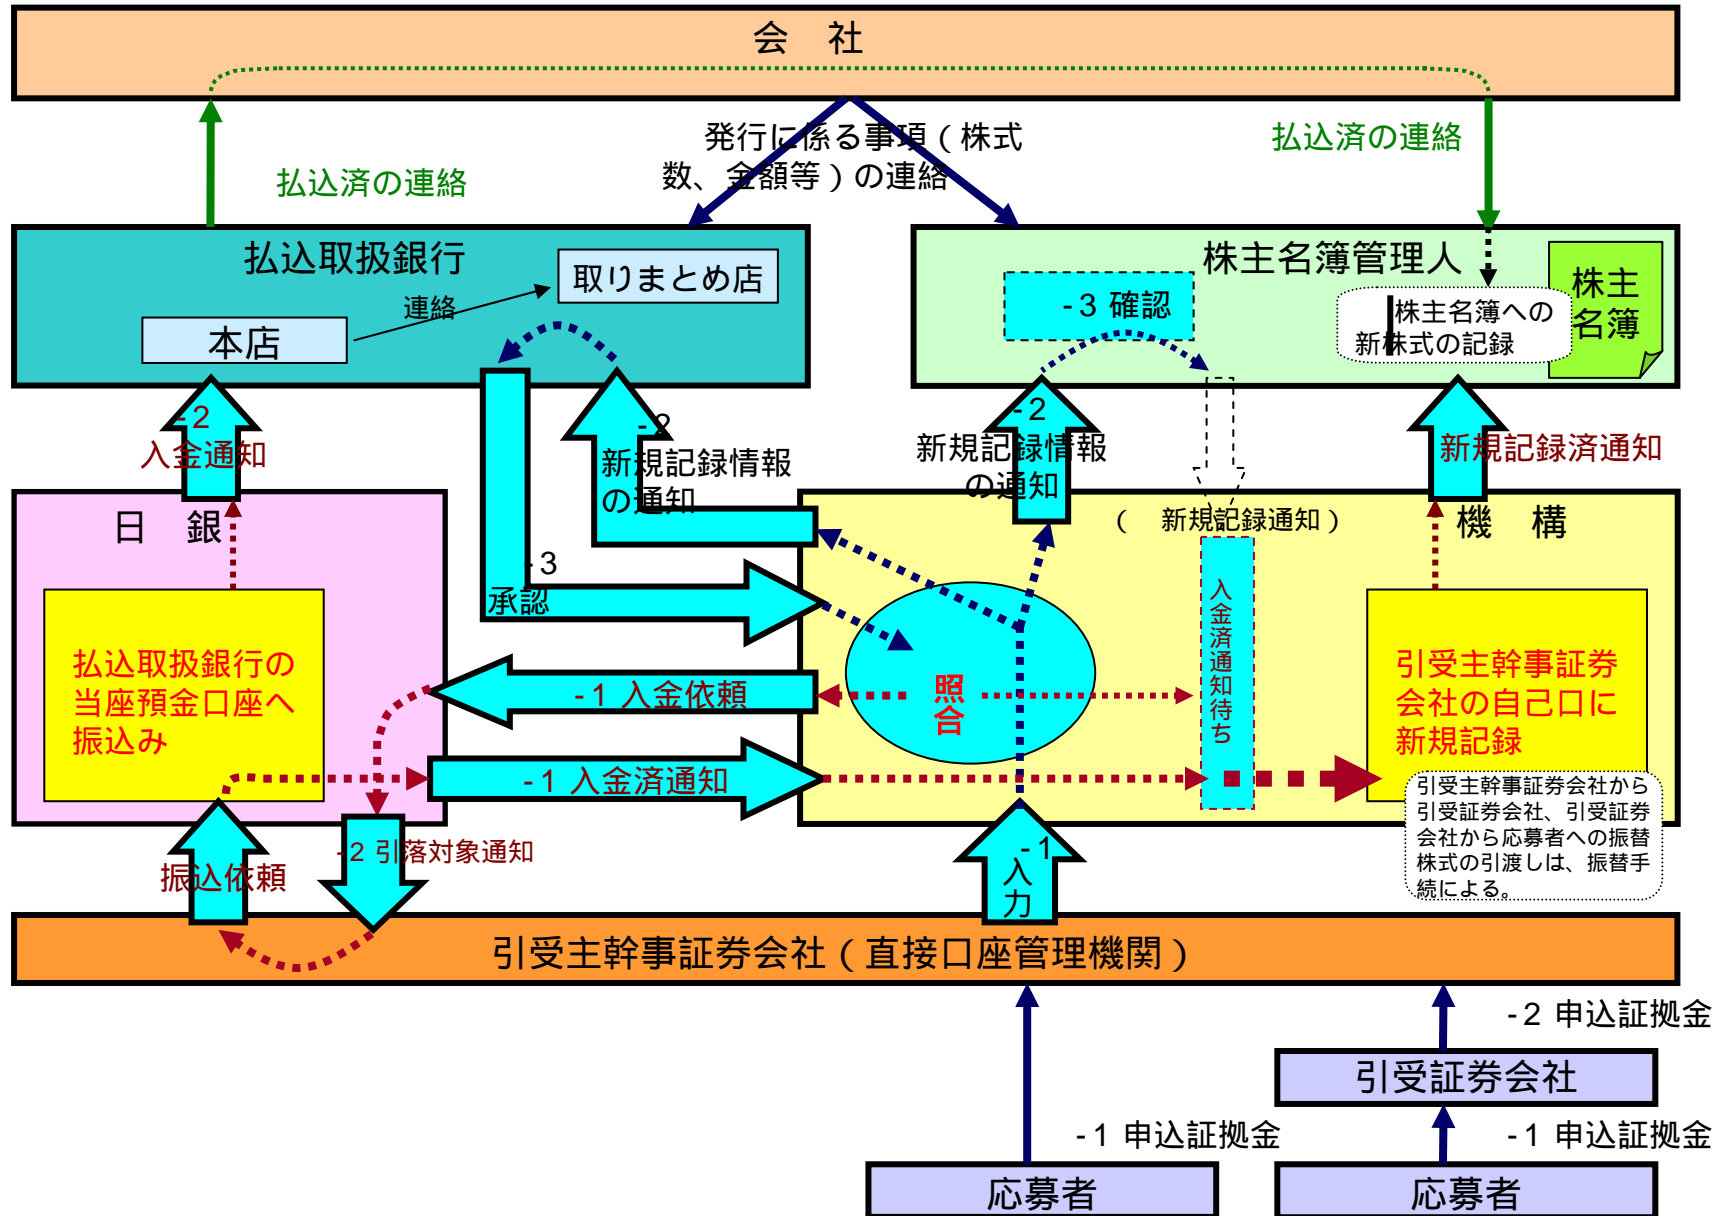 会　社
発行に係る事項（株式
数、金額等）の連絡
払込済の連絡
払込済の連絡
払込取扱銀行
取りまとめ店
連絡
本店
株主名簿管理人
-3 確認
株主名簿への
新株式の記録
株主
名簿
-2
入金通知
-2
新規記録情報
の通知
-2
新規記録情報
の通知
新規記録済通知
（　新規記録通知）
日　銀
機　構
-3
承認
払込取扱銀行の
当座預金口座へ
振込み
-1 入金依頼
照合
入金済通知待ち
引受主幹事証券
会社の自己口に
新規記録
-1 入金済通知
引受主幹事証券会社から
引受証券会社、引受証券
会社から応募者への振替
株式の引渡しは、振替手
続による。
振込依頼
-2 引落対象通知
-1
入力
引受主幹事証券会社（直接口座管理機関）
-2 申込証拠金
引受証券会社
-1 申込証拠金
-1 申込証拠金
応募者
応募者